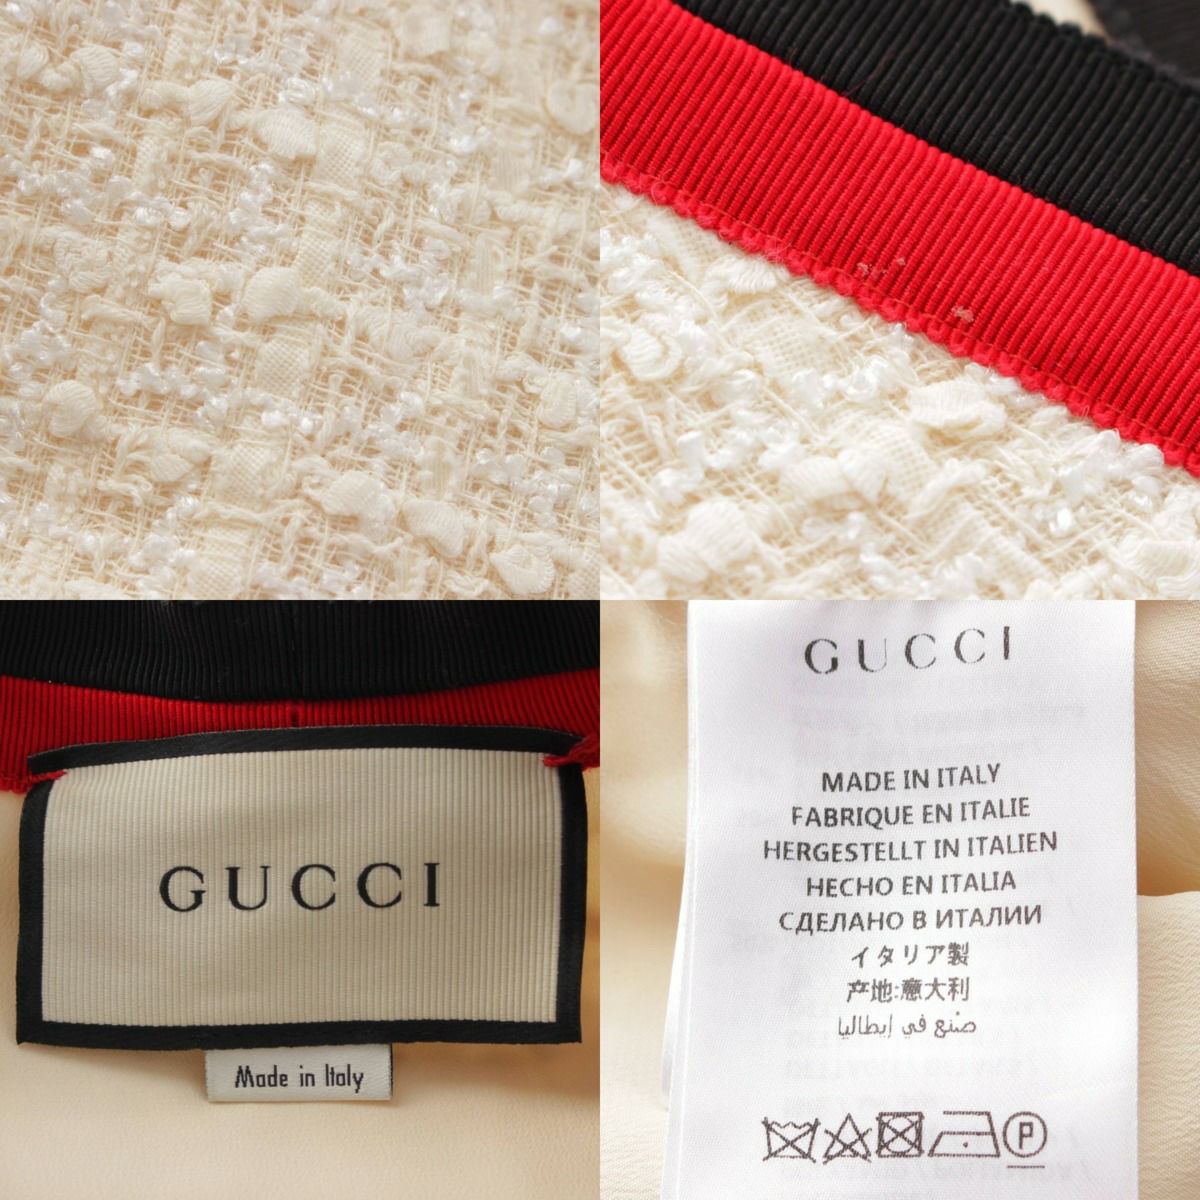 GUCCI
Made in Italy
GUCCI
MADE IN ITALY
FABRIQUE EN ITALIE
HERGESTELLT IN ITALIEN
HECHO EN ITALIA
СДЕЛАНО В ИТАЛИИ
イタリア製
产地:意大利
صنع في إيطاليا
P